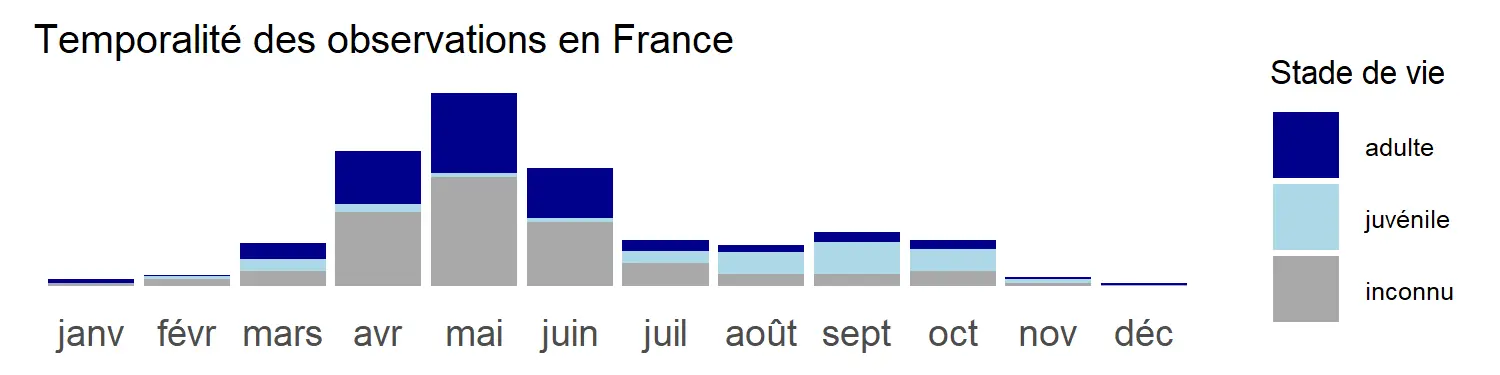 Temporalité des observations en France
Stade de vie
adulte
juvénile
inconnu
janv févr mars avr mai juin juil août sept oct nov déc